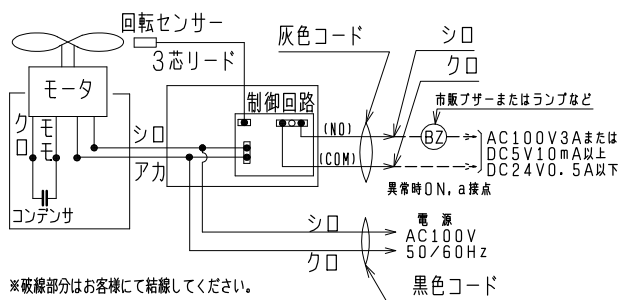 回転センサー
3芯リード
灰色コード
シロ
クロ
モータ
クロ
モモ
シロ
アカ
コンデンサ
制御回路
(NO)
(COM)
市販ブザーまたはランプなど
BZ
AC100V3Aまたは
DC5V10mA以上
DC24V0.5A以下
異常時ON,a接点
シロ
クロ
電源
AC100V
50/60Hz
黒色コード
※破線部分はお客様にて結線してください。